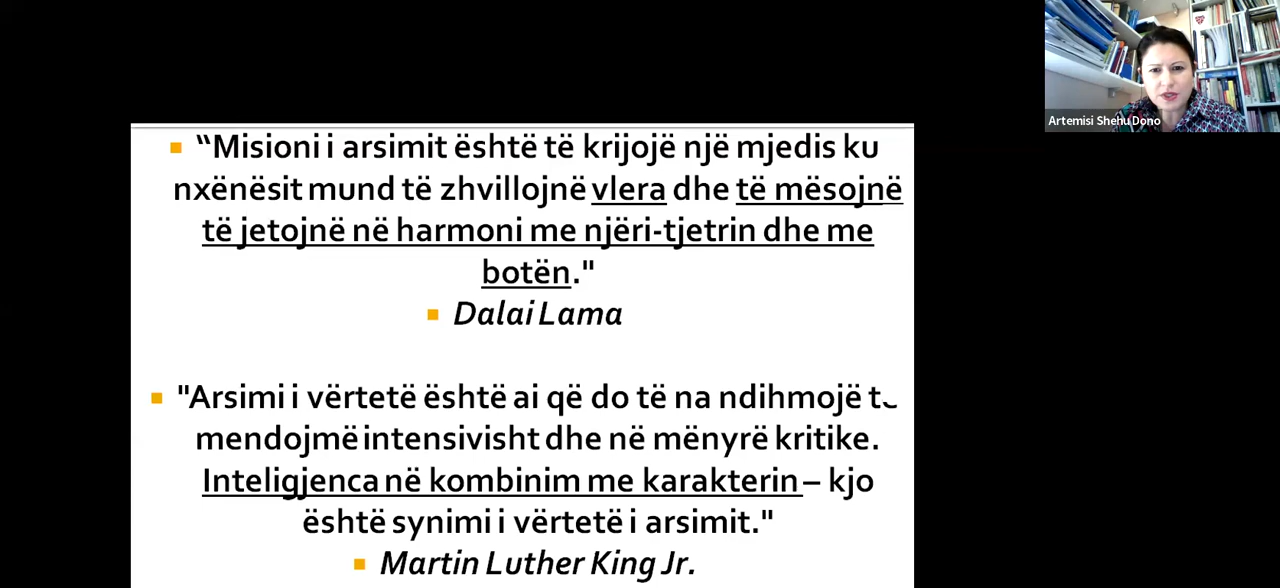 Artemisi Shehu Dono
“Misioni i arsimit është të krijojë një mjedis ku
nxënësit mund të zhvillojnë vlera dhe të mësojnë
të jetojnë në harmoni me njëri-tjetrin dhe me
botën."
Dalai Lama
"Arsimi i vërtetë është ai që do të na ndihmojë
mendojmë intensivisht dhe në mënyrë kritike.
Inteligjenca në kombinim me karakterin – kjo
është synimi i vërtetë i arsimit."
Martin Luther King Jr.